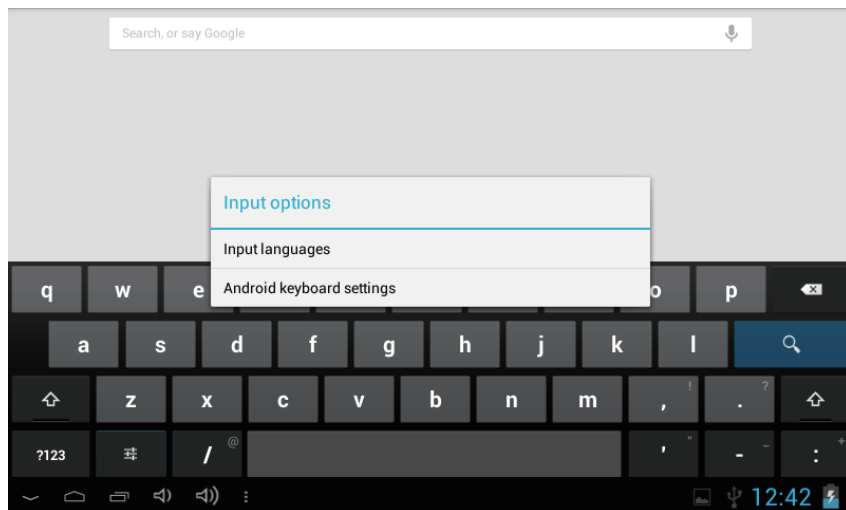 Search, or say Google
Input options
Input languages
Android keyboard settings
q w e o p
a s d f g h j k l
z x c v b n m , ! . ?
?123 / @ ' " - _ : +
12:42